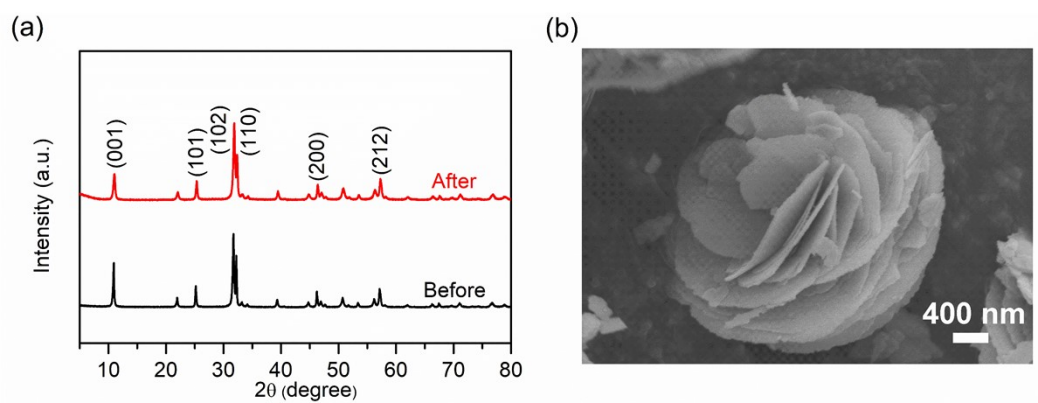 (a)
Intensity (a.u.)
(001)
(101)
(102)
(110)
(200)
(212)
After
Before
10 20 30 40 50 60 70 80
2θ (degree)
(b)
400 nm